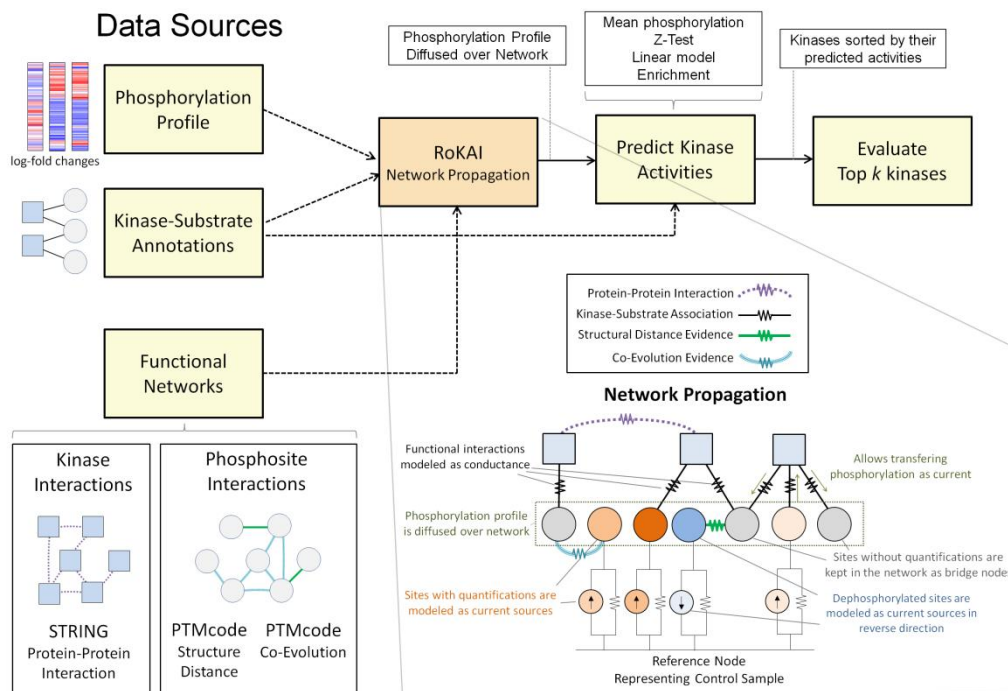 Data Sources
Phosphorylation
Profile
log-fold changes
Kinase-Substrate
Annotations
Functional
Networks
Phosphorylation Profile
Diffused over Network
Mean phosphorylation
Z-Test
Linear model
Enrichment
Kinases sorted by their
predicted activities
RoKAI
Network Propagation
Predict Kinase
Activities
Evaluate
Top k kinases
Protein-Protein Interaction
Kinase-Substrate Association
Structural Distance Evidence
Co-Evolution Evidence
Kinase
Interactions
STRING
Protein-Protein
Interaction
Phosphosite
Interactions
PTMcode
Structure
Distance
PTMcode
Co-Evolution
Network Propagation
Functional interactions
modeled as conductance
Allows transfering
phosphorylation as current
Phosphorylation profile
is diffused over network
Sites with quantifications are
modeled as current sources
Sites without quantifications are
kept in the network as bridge nodes
Dephosphorylated sites are
modeled as current sources in
reverse direction
Reference Node
Representing Control Sample